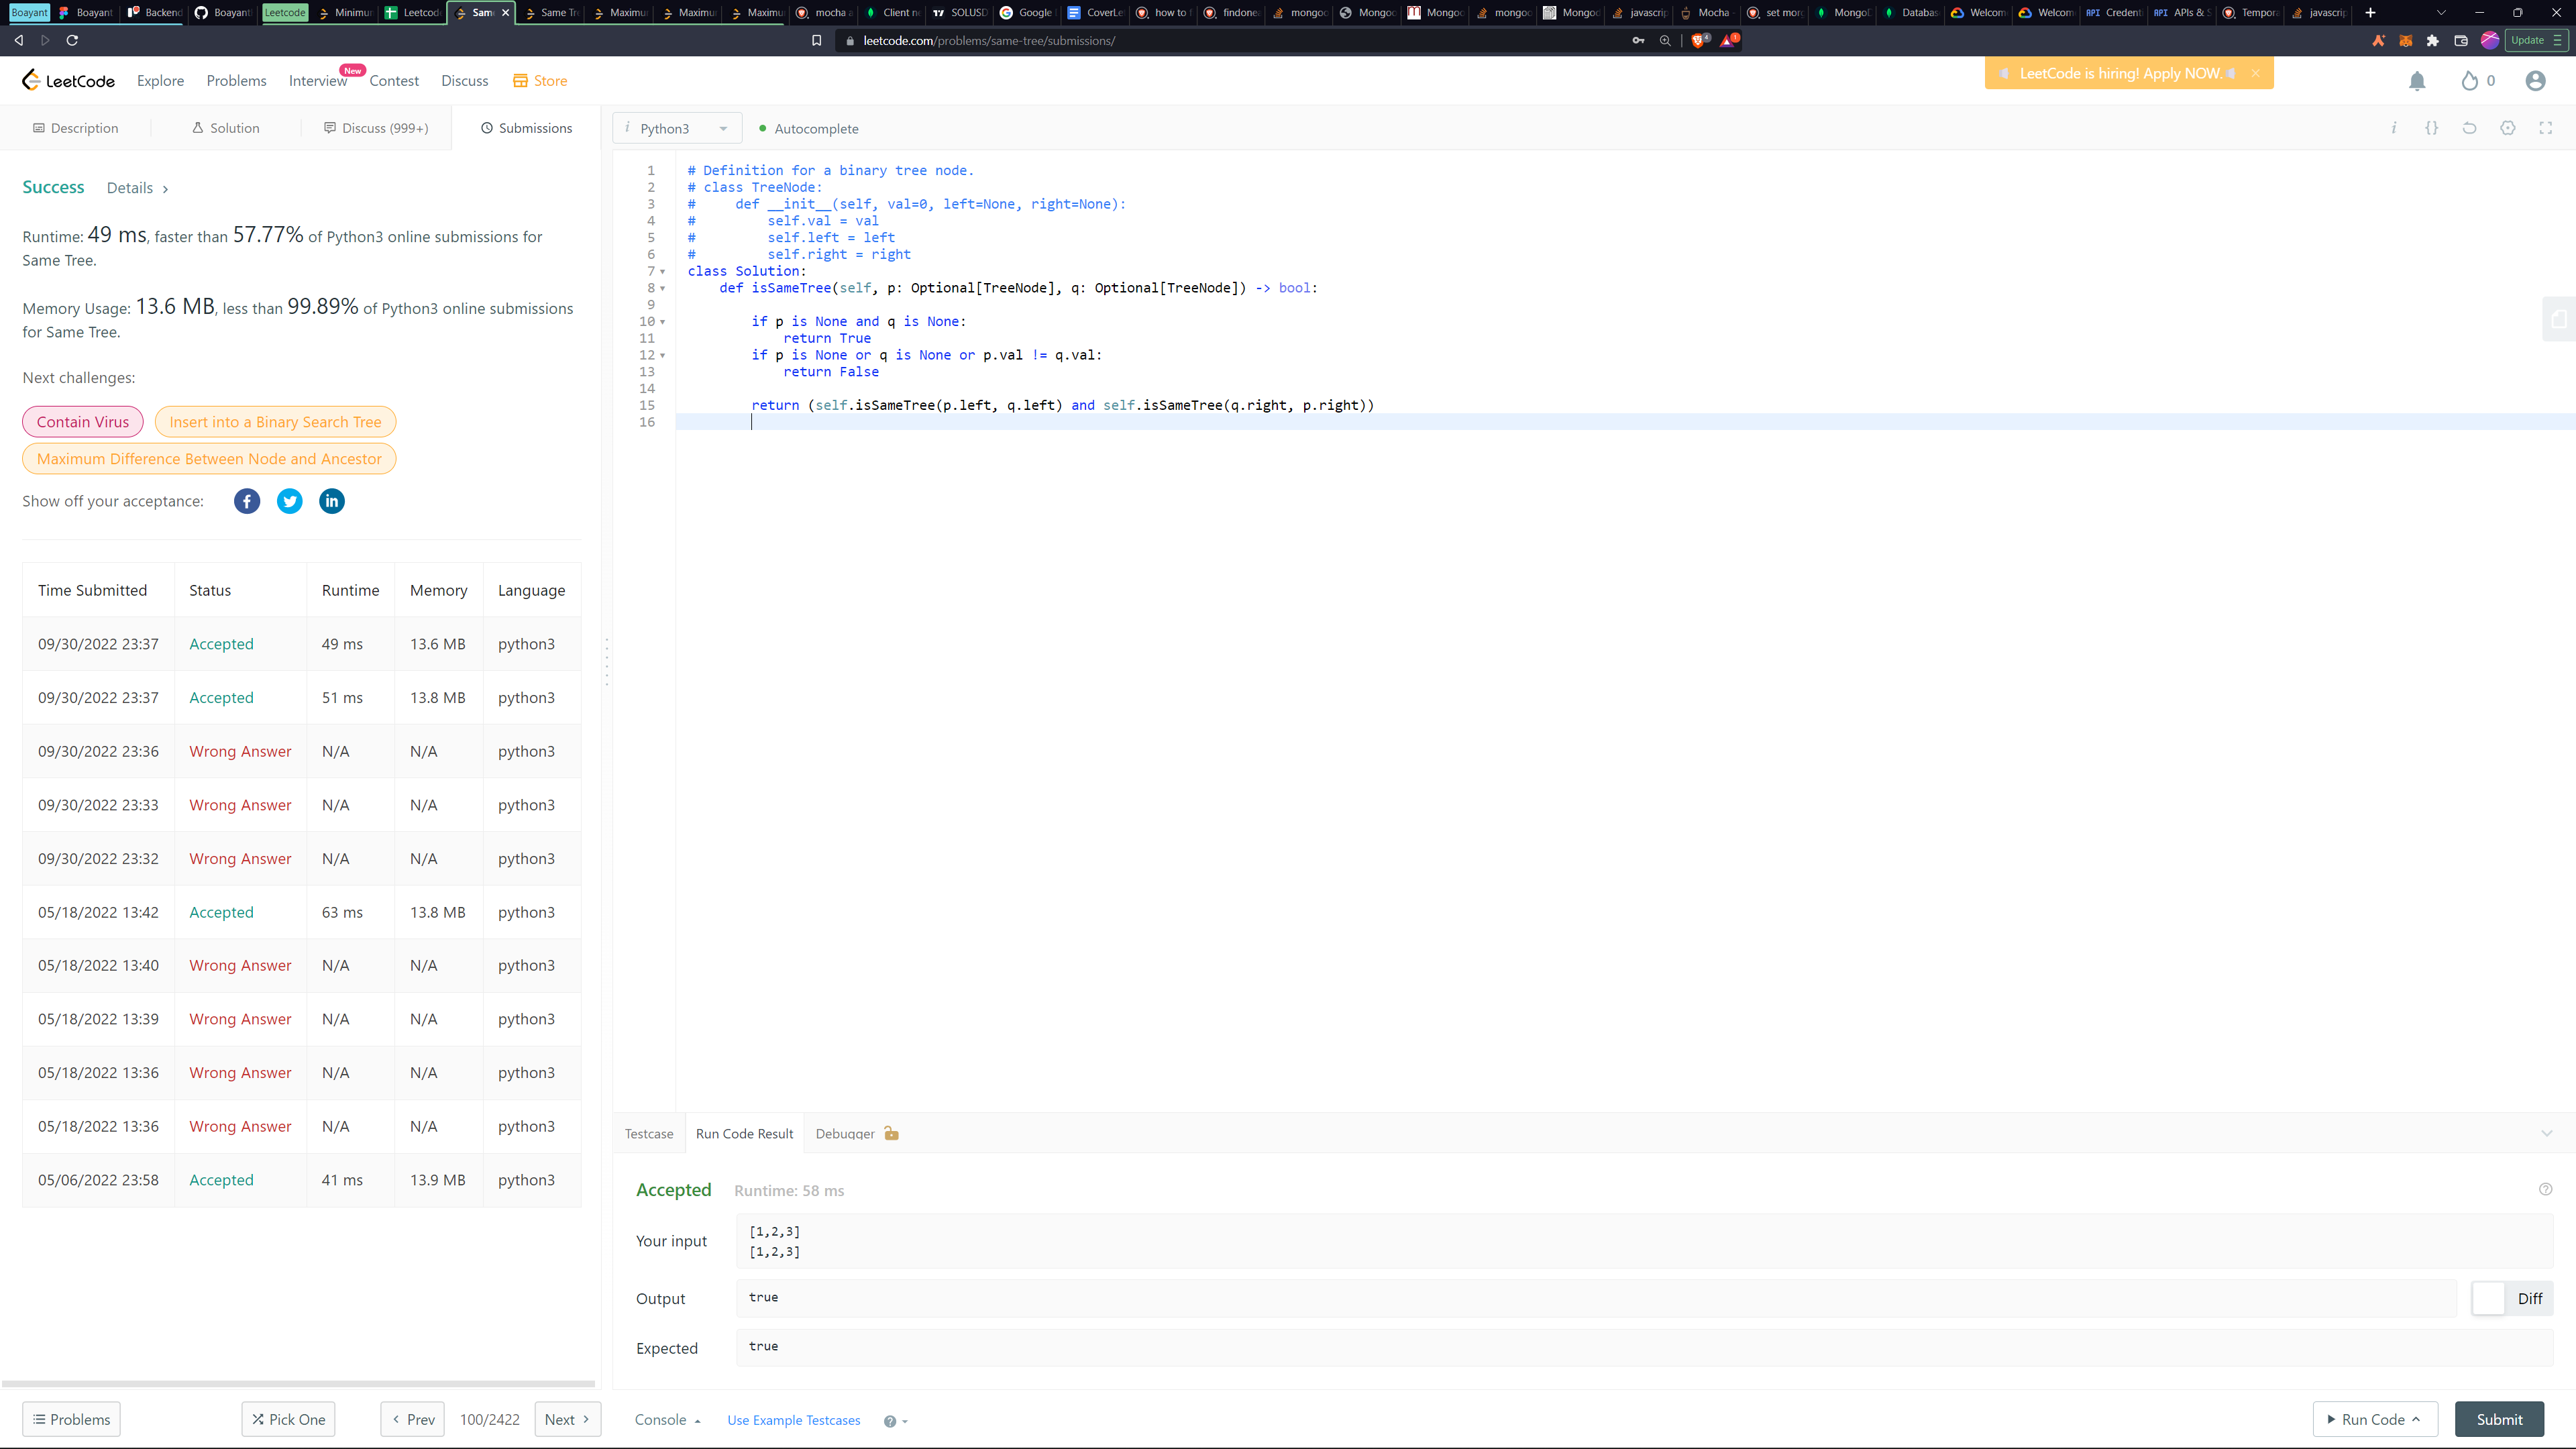 Boayant Boayant Backend Boayant Leetcode Minimum Leetcode Same Same Tr Maximu Maximu Maximu mocha a Client ne SOLUSD Google CoverLet how to f findonea mongoo Mongoo Mongoo mongoo Mongod javascrip Mocha set morg MongoD Databas Welcom Welcom Credenti APIs & S Tempora javascrip
leetcode.com/problems/same-tree/submissions/
Update
LeetCode Explore Problems Interview New Contest Discuss Store
LeetCode is hiring! Apply NOW.
0
Description Solution Discuss (999+) Submissions
i Python3 Autocomplete
Success Details
Runtime: 49 ms, faster than 57.77% of Python3 online submissions for
Same Tree.
Memory Usage: 13.6 MB, less than 99.89% of Python3 online submissions
for Same Tree.
Next challenges:
Contain Virus Insert into a Binary Search Tree
Maximum Difference Between Node and Ancestor
Show off your acceptance:
Time Submitted Status Runtime Memory Language
09/30/2022 23:37 Accepted 49 ms 13.6 MB python3
09/30/2022 23:37 Accepted 51 ms 13.8 MB python3
09/30/2022 23:36 Wrong Answer N/A N/A python3
09/30/2022 23:33 Wrong Answer N/A N/A python3
09/30/2022 23:32 Wrong Answer N/A N/A python3
05/18/2022 13:42 Accepted 63 ms 13.8 MB python3
05/18/2022 13:40 Wrong Answer N/A N/A python3
05/18/2022 13:39 Wrong Answer N/A N/A python3
05/18/2022 13:36 Wrong Answer N/A N/A python3
05/18/2022 13:36 Wrong Answer N/A N/A python3
05/06/2022 23:58 Accepted 41 ms 13.9 MB python3
1 # Definition for a binary tree node.
2 # class TreeNode:
3 #     def __init__(self, val=0, left=None, right=None):
4 #         self.val = val
5 #         self.left = left
6 #         self.right = right
7 class Solution:
8     def isSameTree(self, p: Optional[TreeNode], q: Optional[TreeNode]) -> bool:
9
10         if p is None and q is None:
11             return True
12         if p is None or q is None or p.val != q.val:
13             return False
14
15         return (self.isSameTree(p.left, q.left) and self.isSameTree(q.right, p.right))
16
Testcase Run Code Result Debugger
Accepted Runtime: 58 ms
Your input
[1,2,3]
[1,2,3]
Output true Diff
Expected true
Problems Pick One Prev 100/2422 Next Console Use Example Testcases Run Code Submit